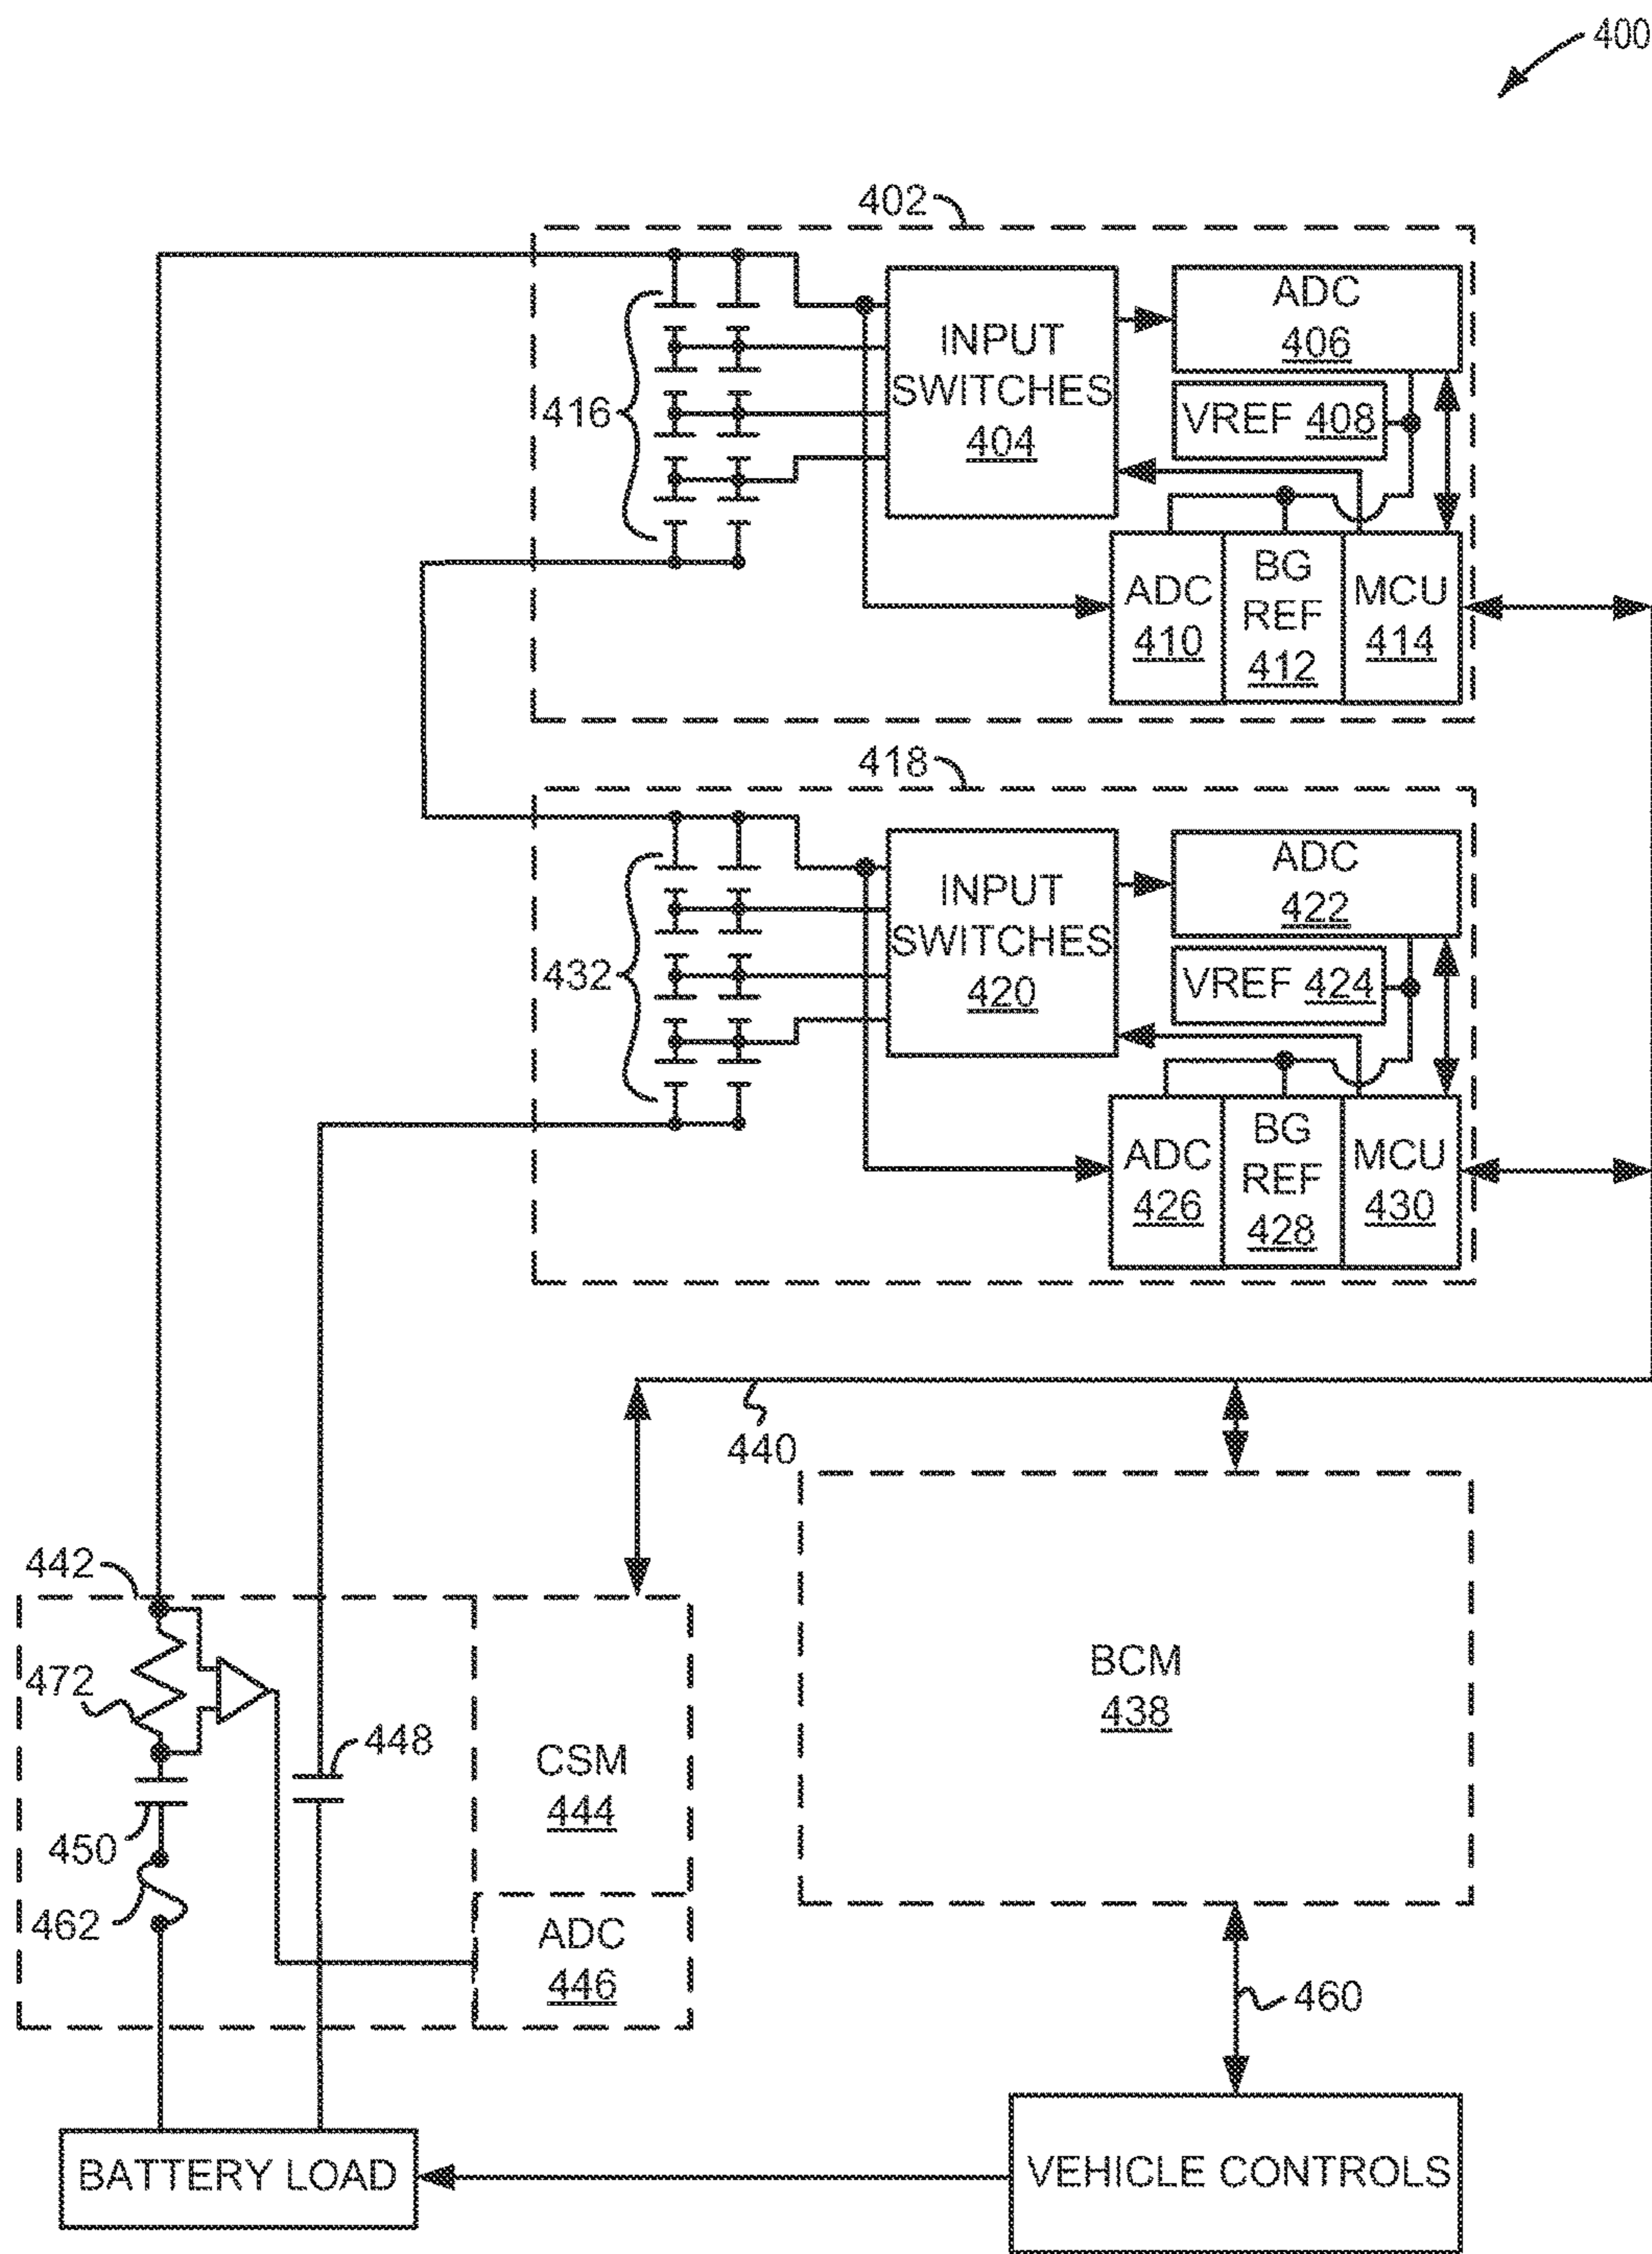 400
402
INPUT
SWITCHES
404
ADC
406
VREF 408
416
ADC
410
BG
REF
412
MCU
414
418
INPUT
SWITCHES
420
ADC
422
VREF 424
432
ADC
426
BG
REF
428
MCU
430
440
442
472
448
450
462
CSM
444
ADC
446
BCM
438
460
BATTERY LOAD
VEHICLE CONTROLS